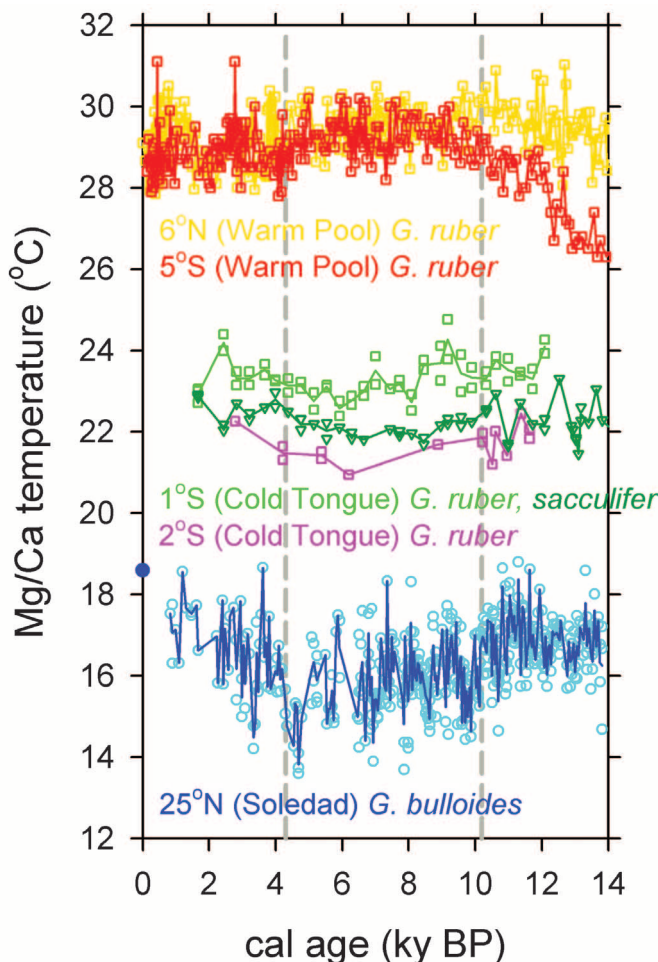 32
30
28
26
24
22
20
18
16
14
12
Mg/Ca temperature (°C)
6°N (Warm Pool) G. ruber
5°S (Warm Pool) G. ruber
1°S (Cold Tongue) G. ruber, sacculifer
2°S (Cold Tongue) G. ruber
25°N (Soledad) G. bulloides
0 2 4 6 8 10 12 14
cal age (ky BP)